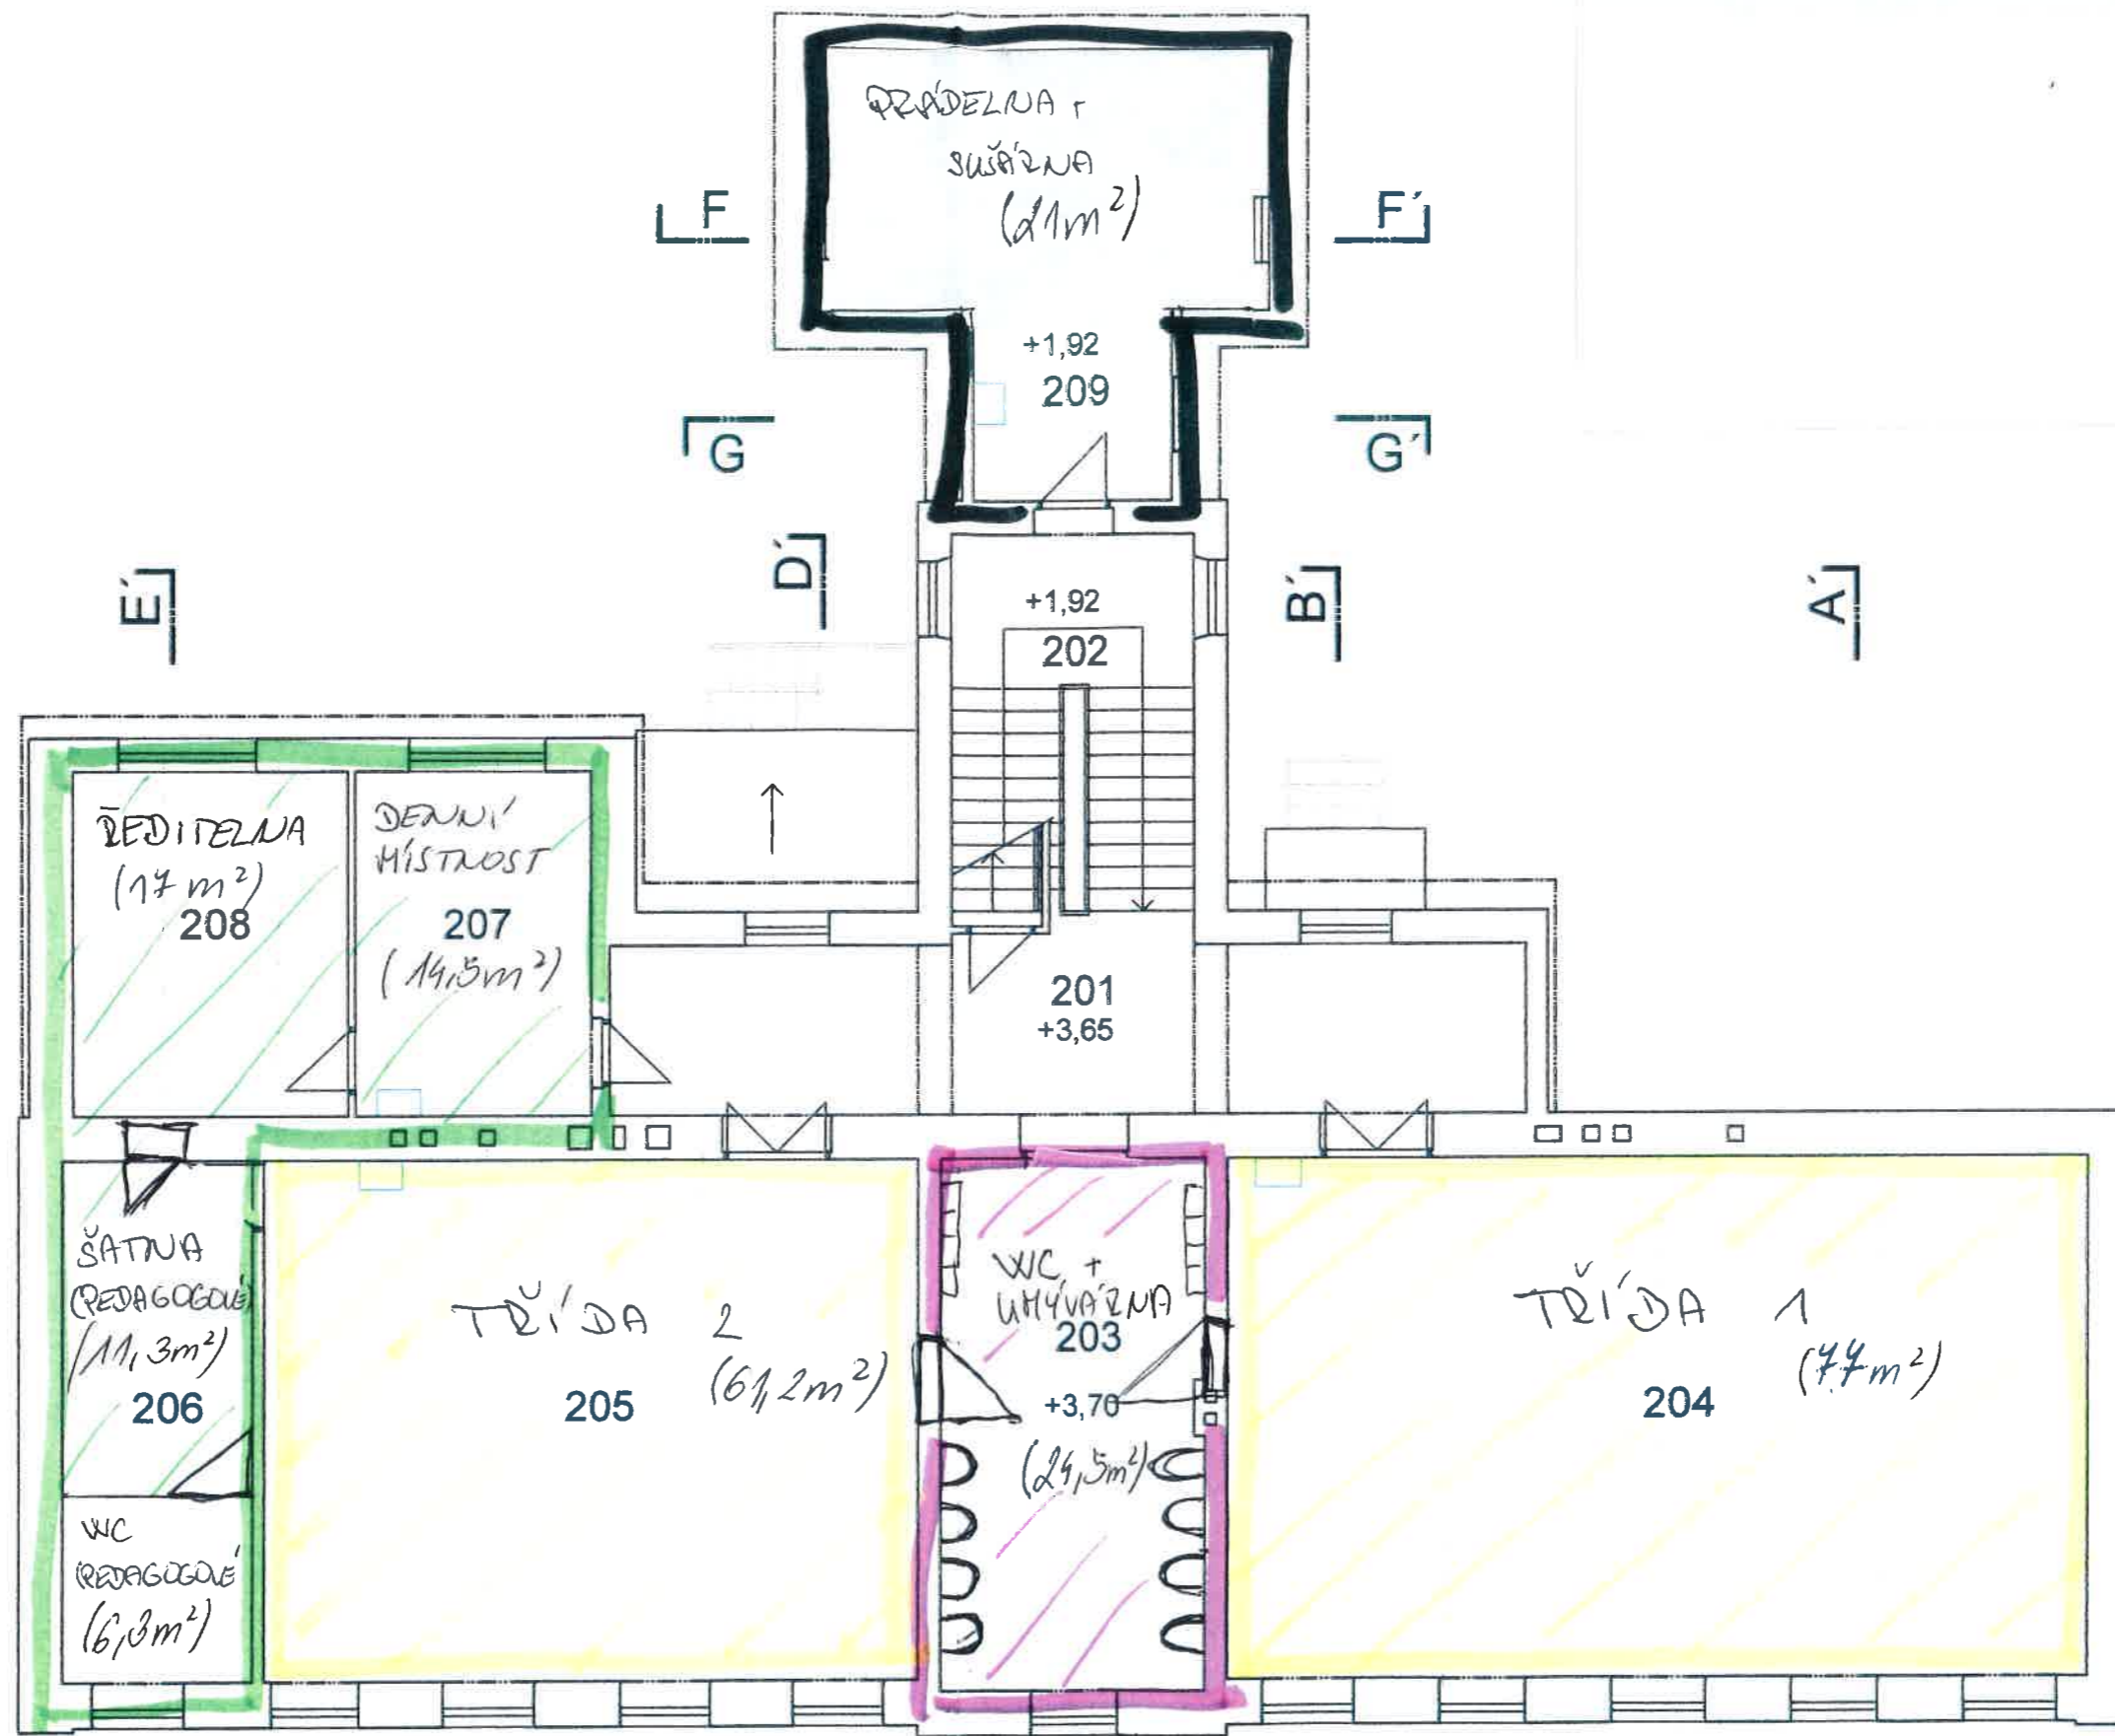 PRÁDELNA +
SUŠÁRNA
(21m²)
F
F´
+1,92
209
G
G´
E´
D´
B´
A´
+1,92
202
ŘEDITELNA
(17 m²)
208
DENNÍ
MÍSTNOST
207
(14,5m²)
201
+3,65
ŠATNA
(PEDAGOGOVÉ)
(11,3m²)
206
WC
(PEDAGOGOVÉ
(6,3m²)
TŘÍDA 2
(61,2m²)
205
WC +
UMÝVÁRNA
203
+3,70
(24,5m²)
TŘÍDA 1
(77m²)
204